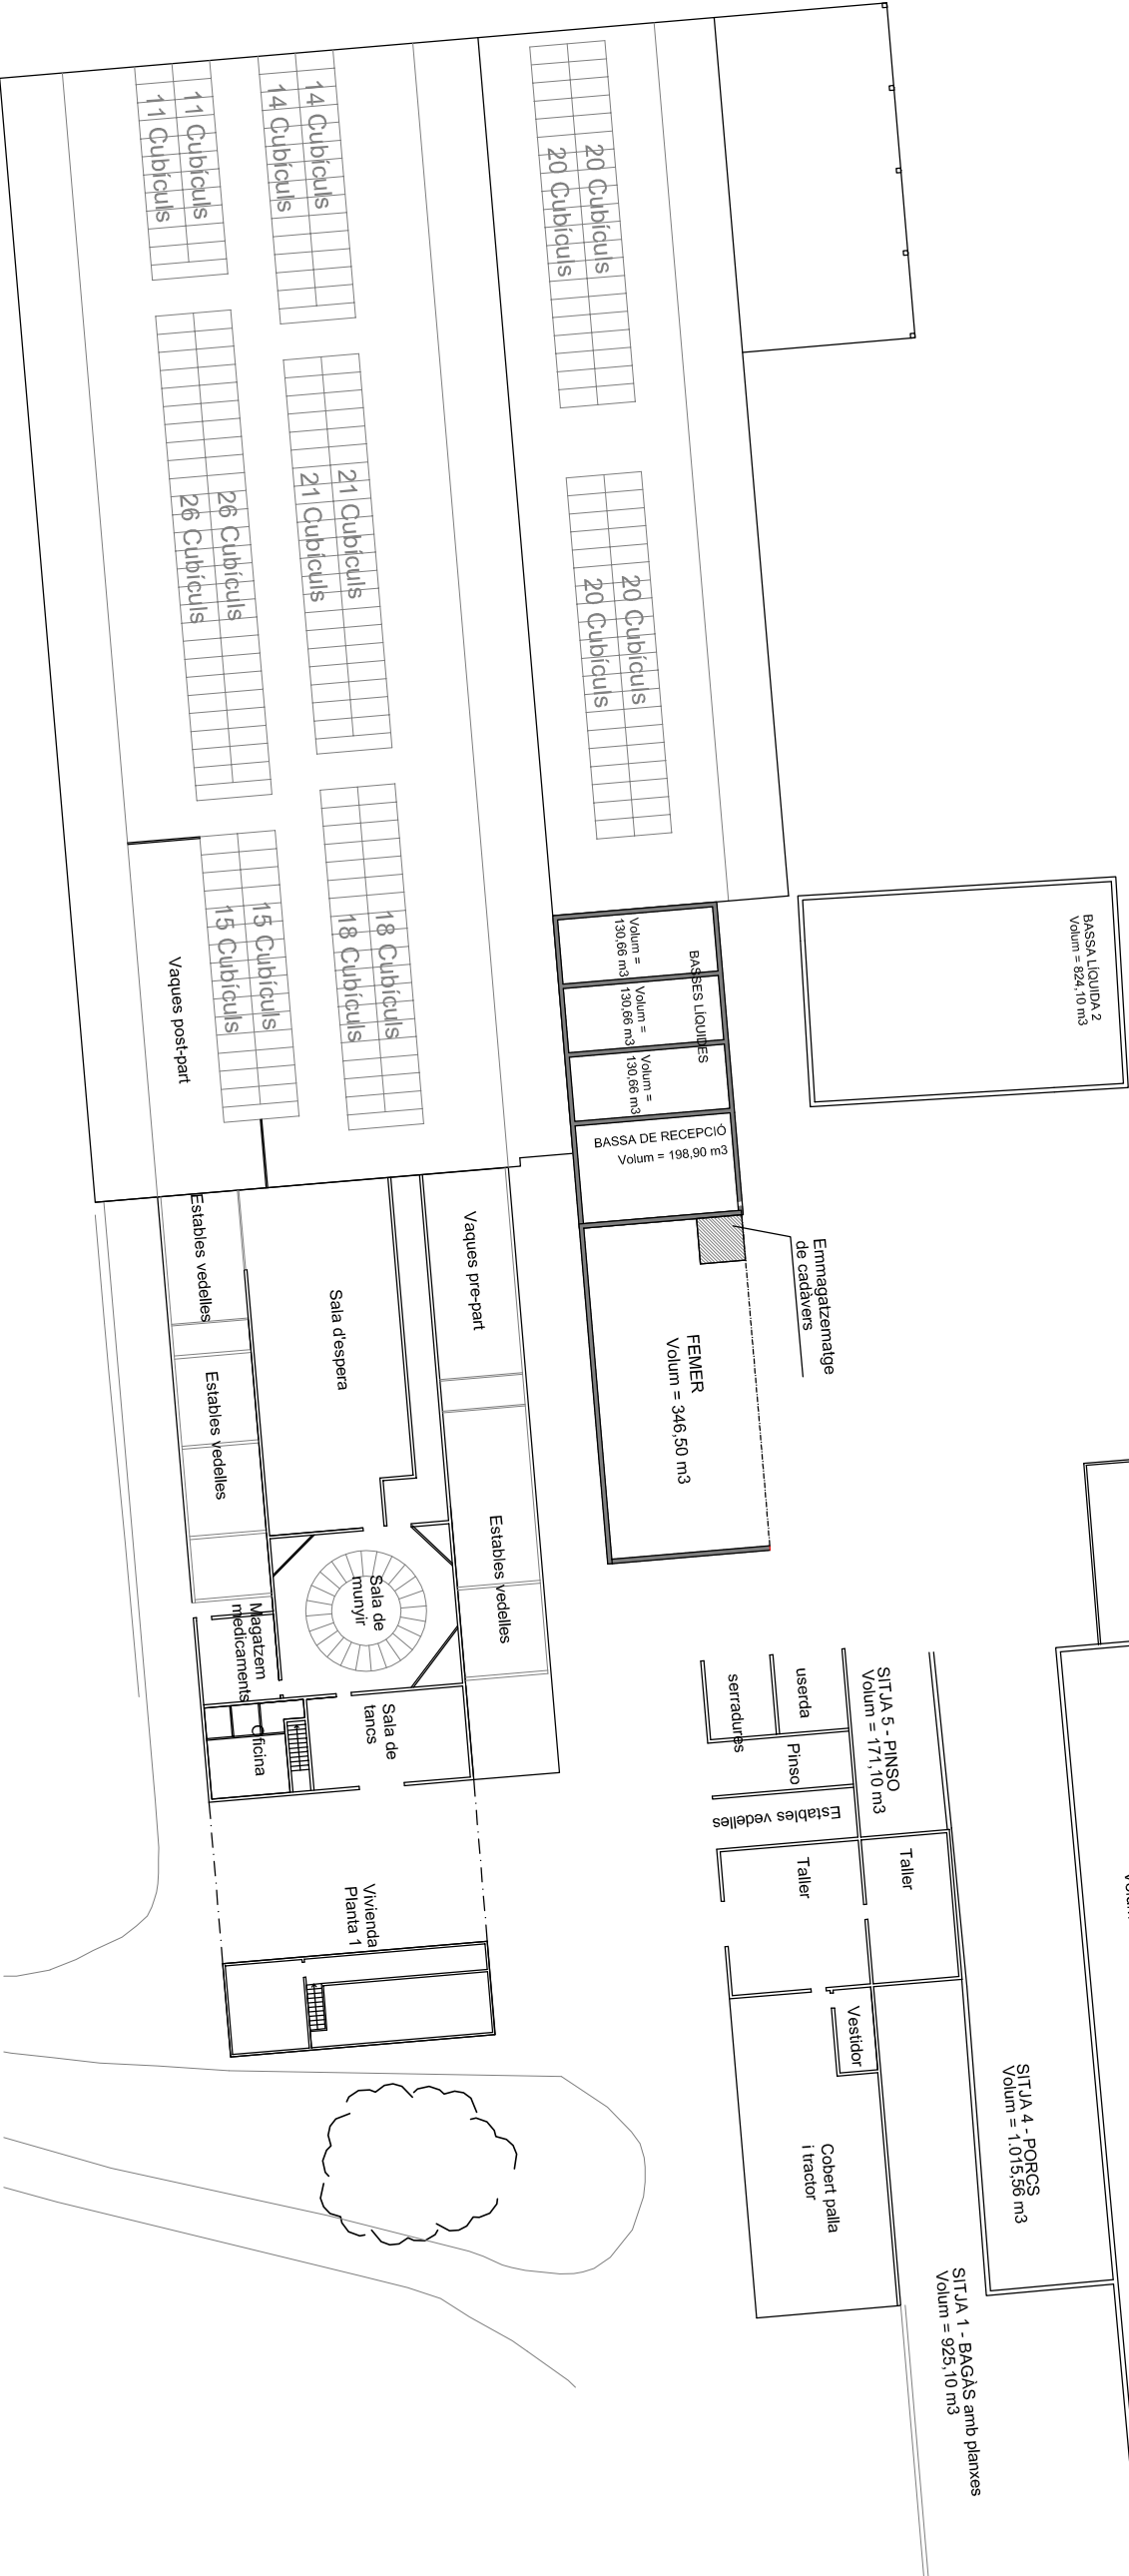 14 Cubículs
14 Cubículs
11 Cubículs
11 Cubículs
20 Cubículs
20 Cubículs
21 Cubículs
21 Cubículs
26 Cubículs
26 Cubículs
20 Cubículs
20 Cubículs
18 Cubículs
18 Cubículs
15 Cubículs
15 Cubículs
Vaques post-part
BASSA LÍQUIDA 2
Volum = 824,10 m3
BASSES LÍQUIDES
Volum =
130,66 m3
Volum =
130,66 m3
Volum =
130,66 m3
BASSA DE RECEPCIÓ
Volum = 198,90 m3
Emmagatzematge
de cadàvers
FEMER
Volum = 346,50 m3
Vaques pre-part
Estables vedelles
Sala d'espera
Estables vedelles
Estables vedelles
Sala de
munyir
Magatzem
medicaments
Oficina
Sala de
tancs
Vivienda
Planta 1
SITJA 5 - PINSO
Volum = 171,10 m3
userda
serradures
Pinso
Estables vedelles
Taller
Taller
Vestidor
Cobert palla
i tractor
SITJA 4 - PORCS
Volum = 1.015,56 m3
SITJA 1 - BAGÀS amb planxes
Volum = 925,10 m3